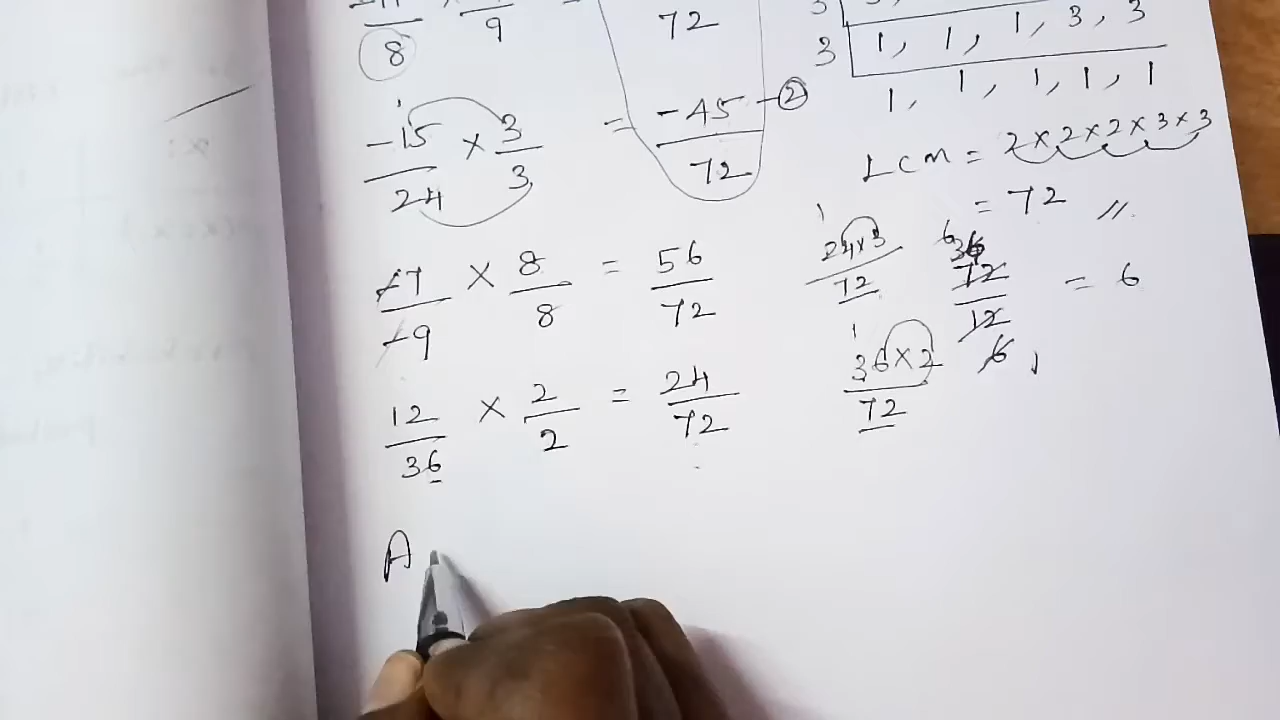 8 9 72
3 1, 1, 1, 3, 3
1, 1, 1, 1, 1
-15/24 × 3/3 = -45/72 - ②
LCM = 2×2×2×3×3
= 72 //
-7/-9 × 8/8 = 56/72
24×3/72
72/12 = 6
12/36 × 2/2 = 24/72
36×2/72
6
A